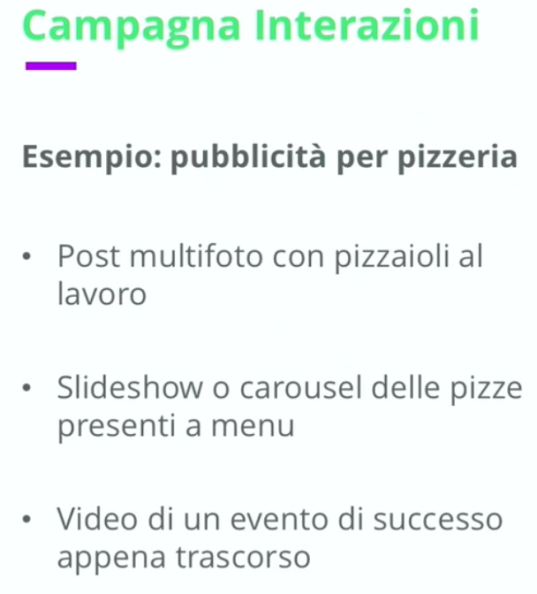 Campagna Interazioni
Esempio: pubblicità per pizzeria
• Post multifoto con pizzaioli al
lavoro
• Slideshow o carousel delle pizze
presenti a menu
• Video di un evento di successo
appena trascorso